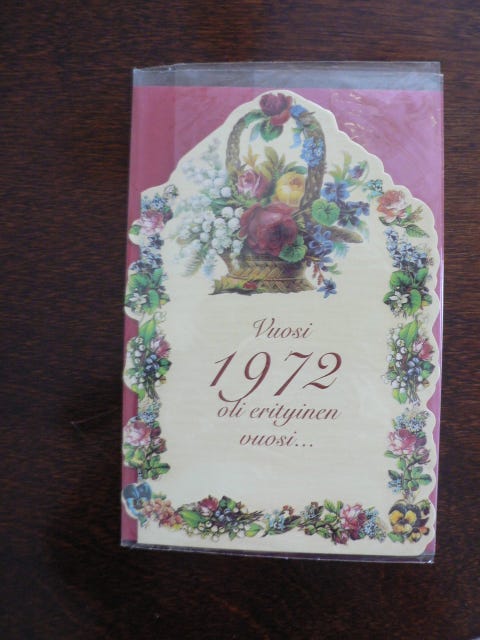 Vuosi
1972
oli erityinen
vuosi...